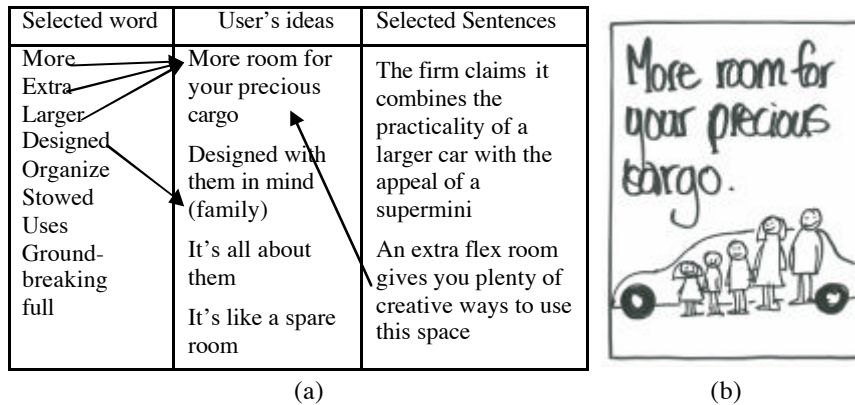 Selected word
User's ideas
Selected Sentences
More
Extra
Larger
Designed
Organize
Stowed
Uses
Ground-
breaking
full
More room for
your precious
cargo
Designed with
them in mind
(family)
It's all about
them
It's like a spare
room
The firm claims it
combines the
practicality of a
larger car with the
appeal of a
supermini
An extra flex room
gives you plenty of
creative ways to use
this space
(a)
More room for
your precious
cargo.
(b)